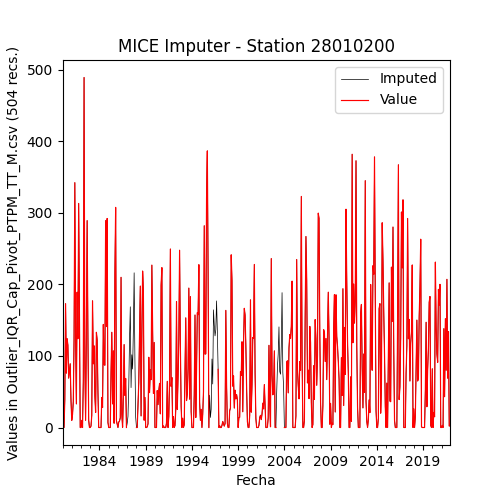 MICE Imputer - Station 28010200
Imputed
Value
Values in Outlier_IQR_Cap_Pivot_PTPM_TT_M.csv (504 recs.)
500
400
300
200
100
0
1984 1989 1994 1999 2004 2009 2014 2019
Fecha